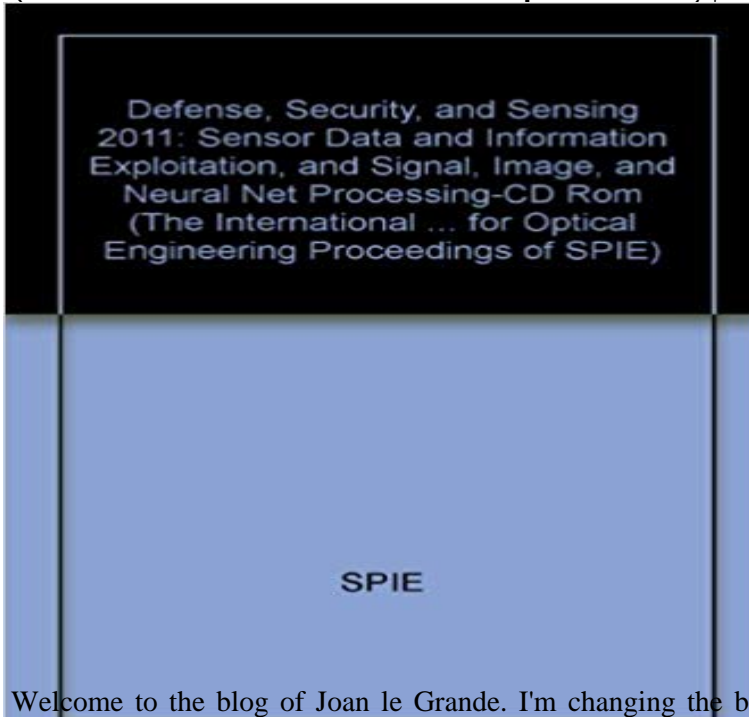 Defense, Security, and Sensing
2011: Sensor Data and Information
Exploitation, and Signal, Image, and
Neural Net Processing-CD Rom
(The International ... for Optical
Engineering Proceedings of SPIE)
SPIE
Welcome to the blog of Joan le Grande. I'm changing the b